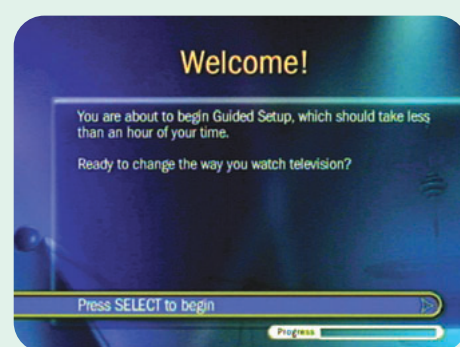 Welcome!
You are about to begin Guided Setup, which should take less
than an hour of your time.
Ready to change the way you watch television?
Press SELECT to begin
Progress